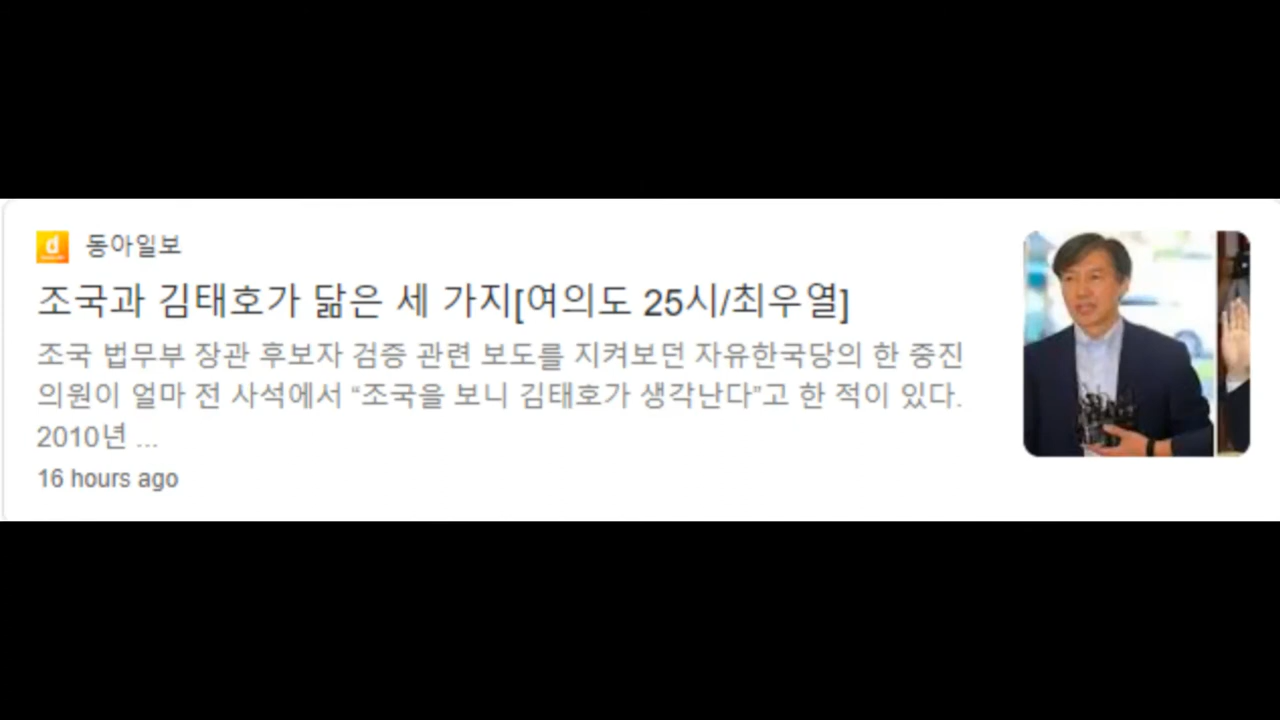 동아일보
조국과 김태호가 닮은 세 가지[여의도 25시/최우열]
조국 법무부 장관 후보자 검증 관련 보도를 지켜보던 자유한국당의 한 중진
의원이 얼마 전 사석에서 “조국을 보니 김태호가 생각난다”고 한 적이 있다.
2010년 ...
16 hours ago